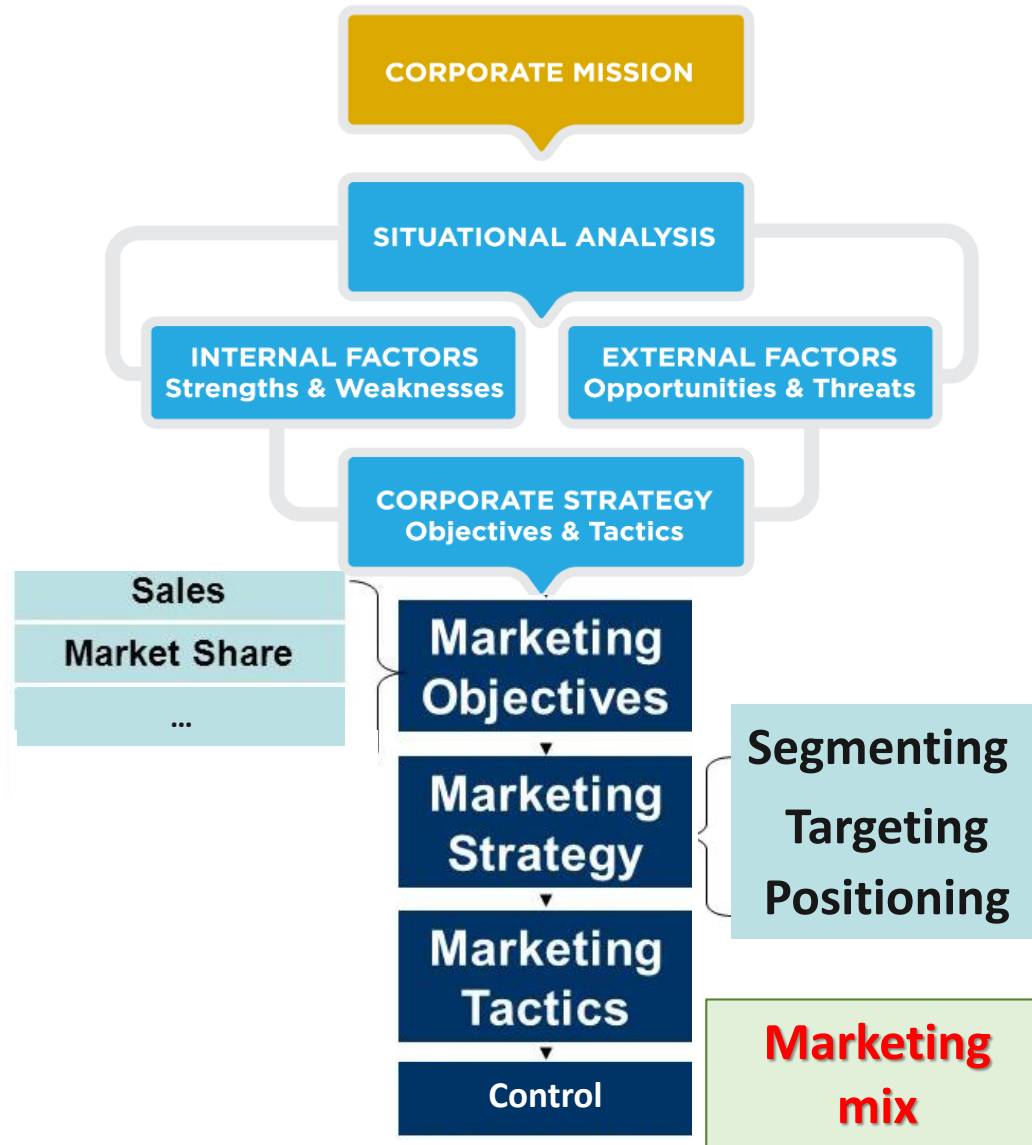 CORPORATE MISSION
SITUATIONAL ANALYSIS
INTERNAL FACTORS
Strengths & Weaknesses
EXTERNAL FACTORS
Opportunities & Threats
CORPORATE STRATEGY
Objectives & Tactics
Sales
Market Share
...
Marketing
Objectives
Marketing
Strategy
Segmenting
Targeting
Positioning
Marketing
Tactics
Marketing
mix
Control